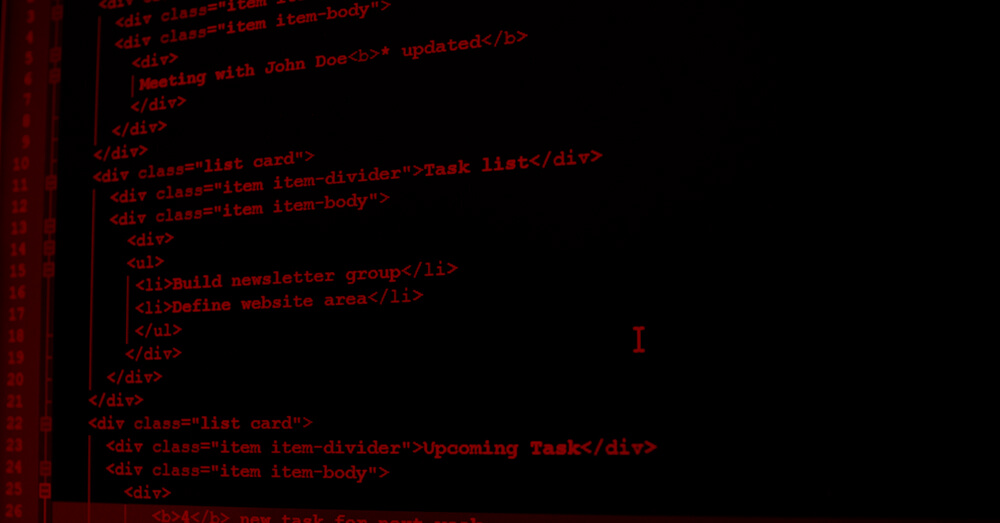 <div class="item
3 <div class="item item-body">
4 <div>
5 Meeting with John Doe<b>* updated</b>
6 </div>
7 </div>
8 </div>
9 <div class="list card">
10 <div class="item item-divider">Task list</div>
11 <div class="item item-body">
12 <div>
13 <ul>
14 <li>Build newsletter group</li>
15 <li>Define website area</li>
16 </ul>
17 </div>
18 </div>
19 </div>
20 <div class="list card">
21 <div class="item item-divider">Upcoming Task</div>
22 <div class="item item-body">
23 <div>
24 <b>4</b> new task for
25
26